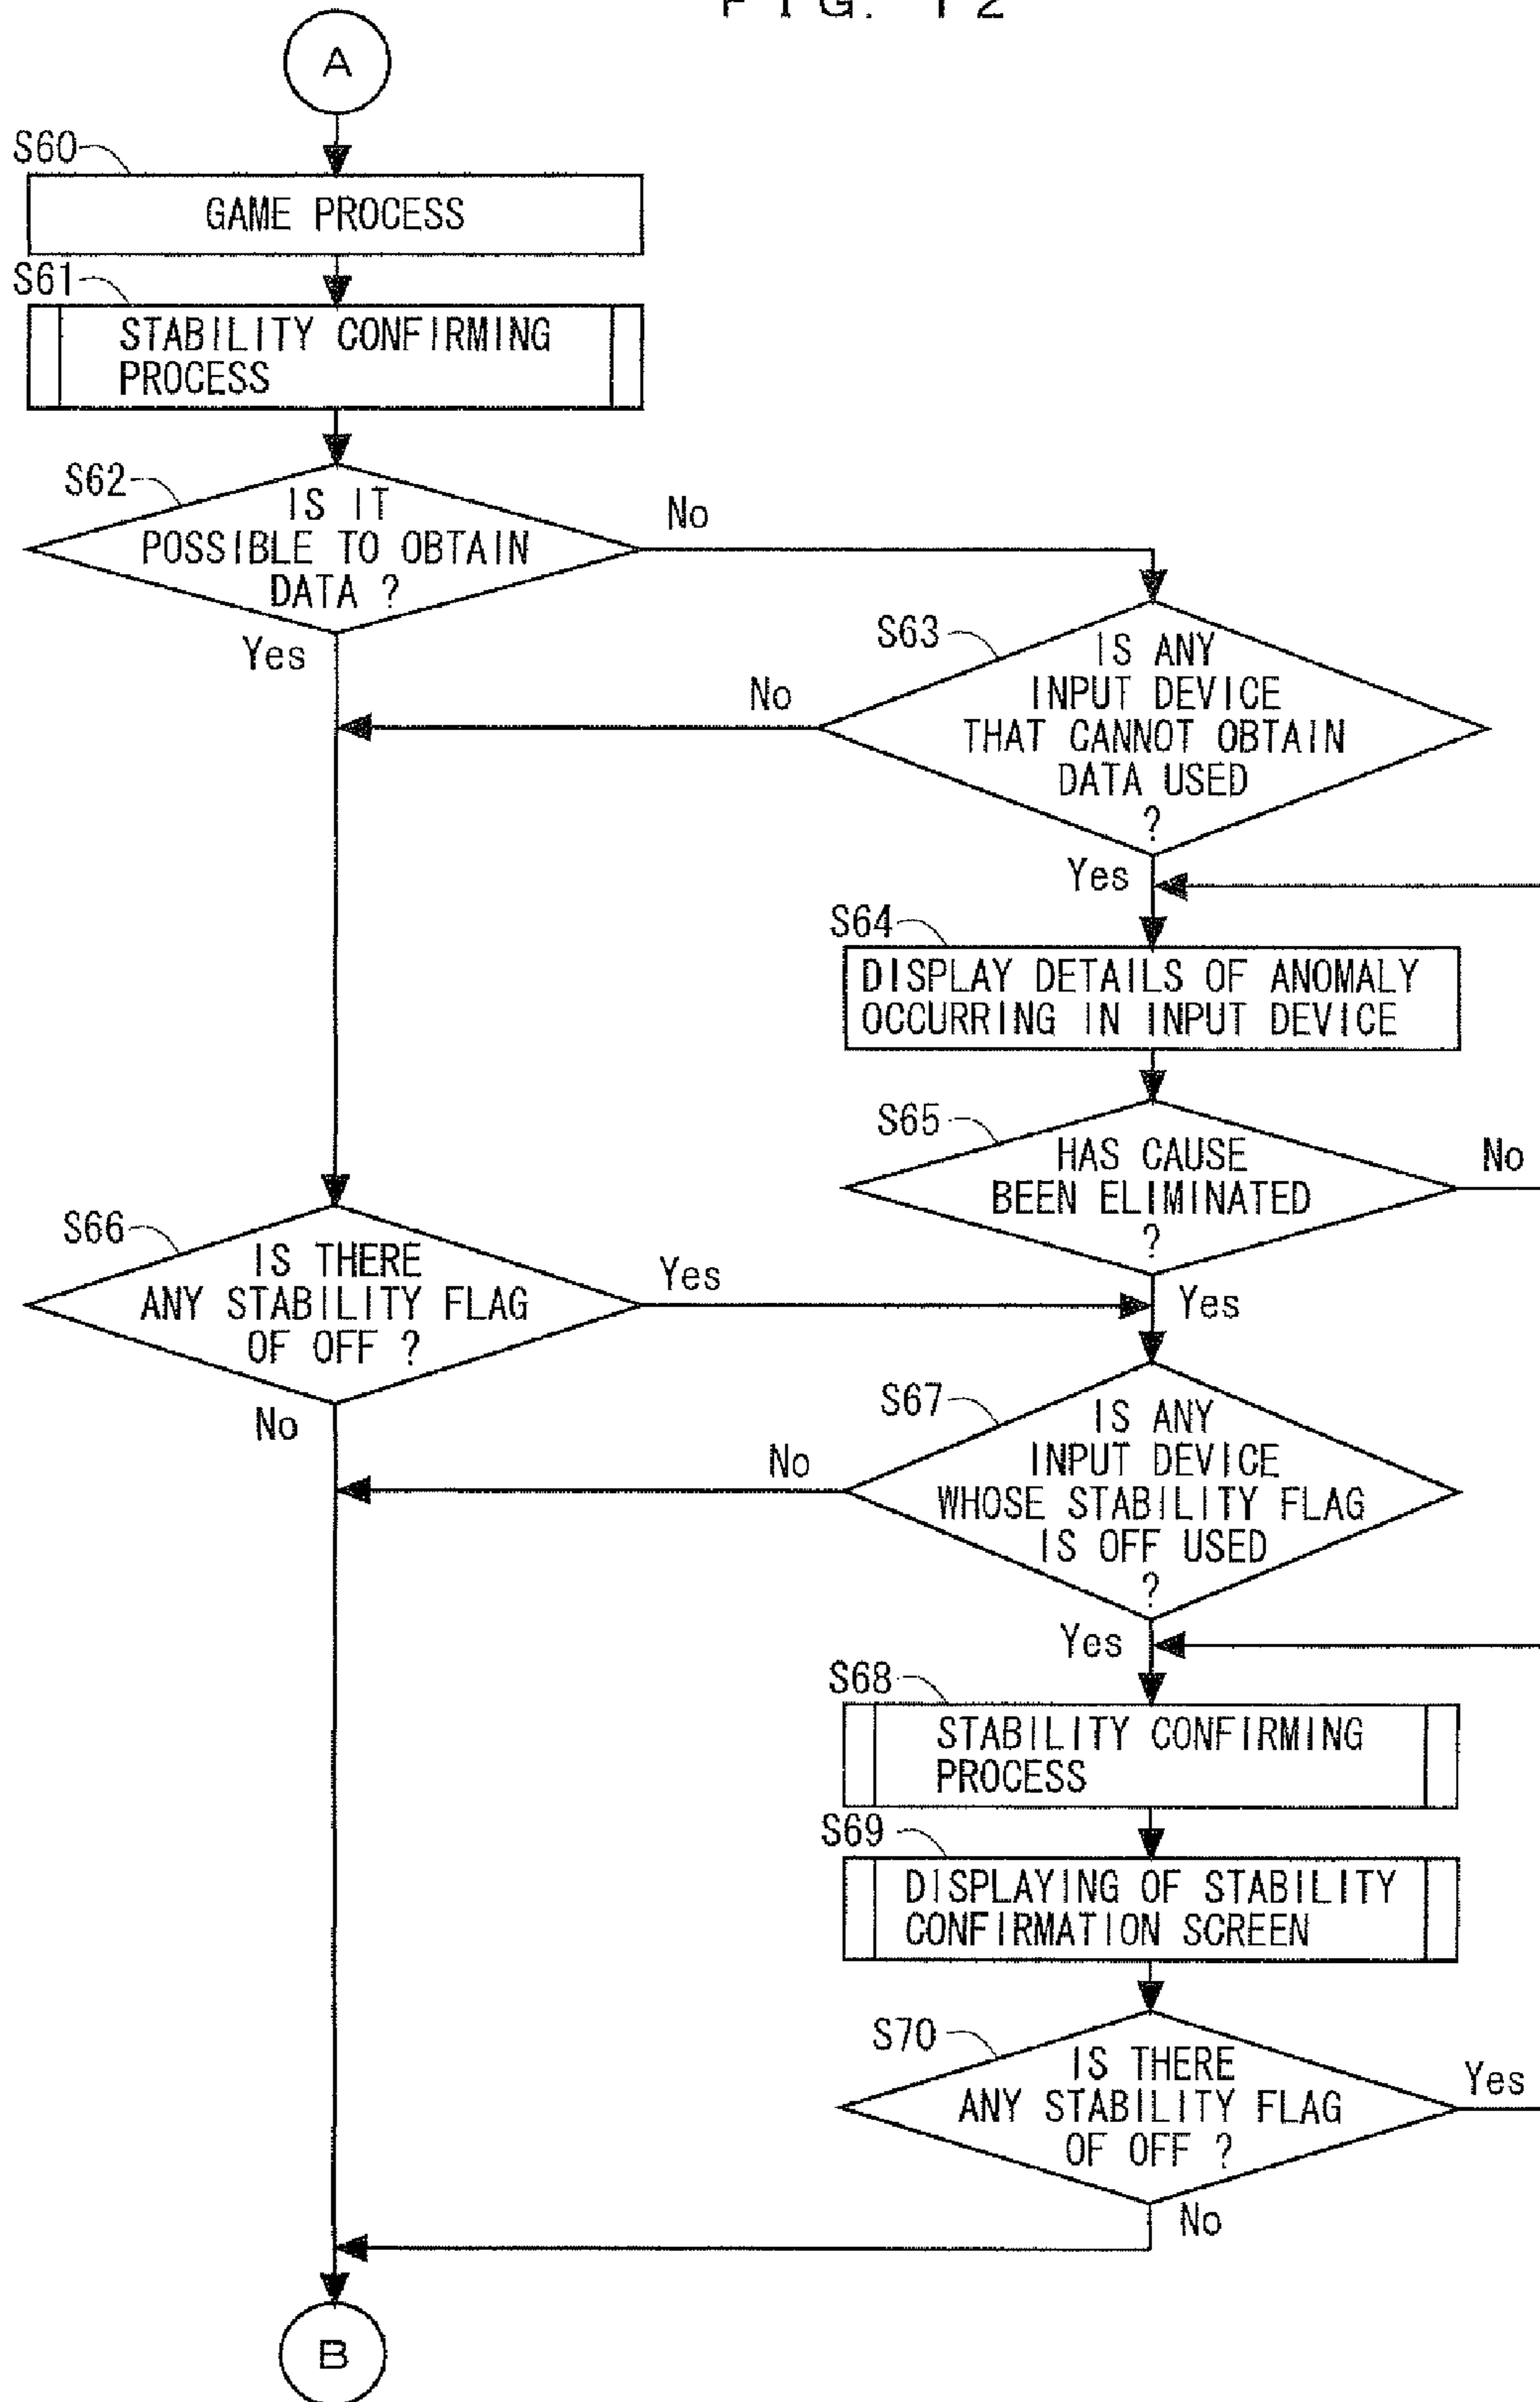 FIG. 12
A
S60
GAME PROCESS
S61
STABILITY CONFIRMING
PROCESS
S62
IS IT
POSSIBLE TO OBTAIN
DATA ?
No
Yes
S63
IS ANY
INPUT DEVICE
THAT CANNOT OBTAIN
DATA USED
?
No
Yes
S64
DISPLAY DETAILS OF ANOMALY
OCCURRING IN INPUT DEVICE
S65
HAS CAUSE
BEEN ELIMINATED
?
No
Yes
S66
IS THERE
ANY STABILITY FLAG
OF OFF ?
Yes
No
S67
IS ANY
INPUT DEVICE
WHOSE STABILITY FLAG
IS OFF USED
?
No
Yes
S68
STABILITY CONFIRMING
PROCESS
S69
DISPLAYING OF STABILITY
CONFIRMATION SCREEN
S70
IS THERE
ANY STABILITY FLAG
OF OFF ?
Yes
No
B